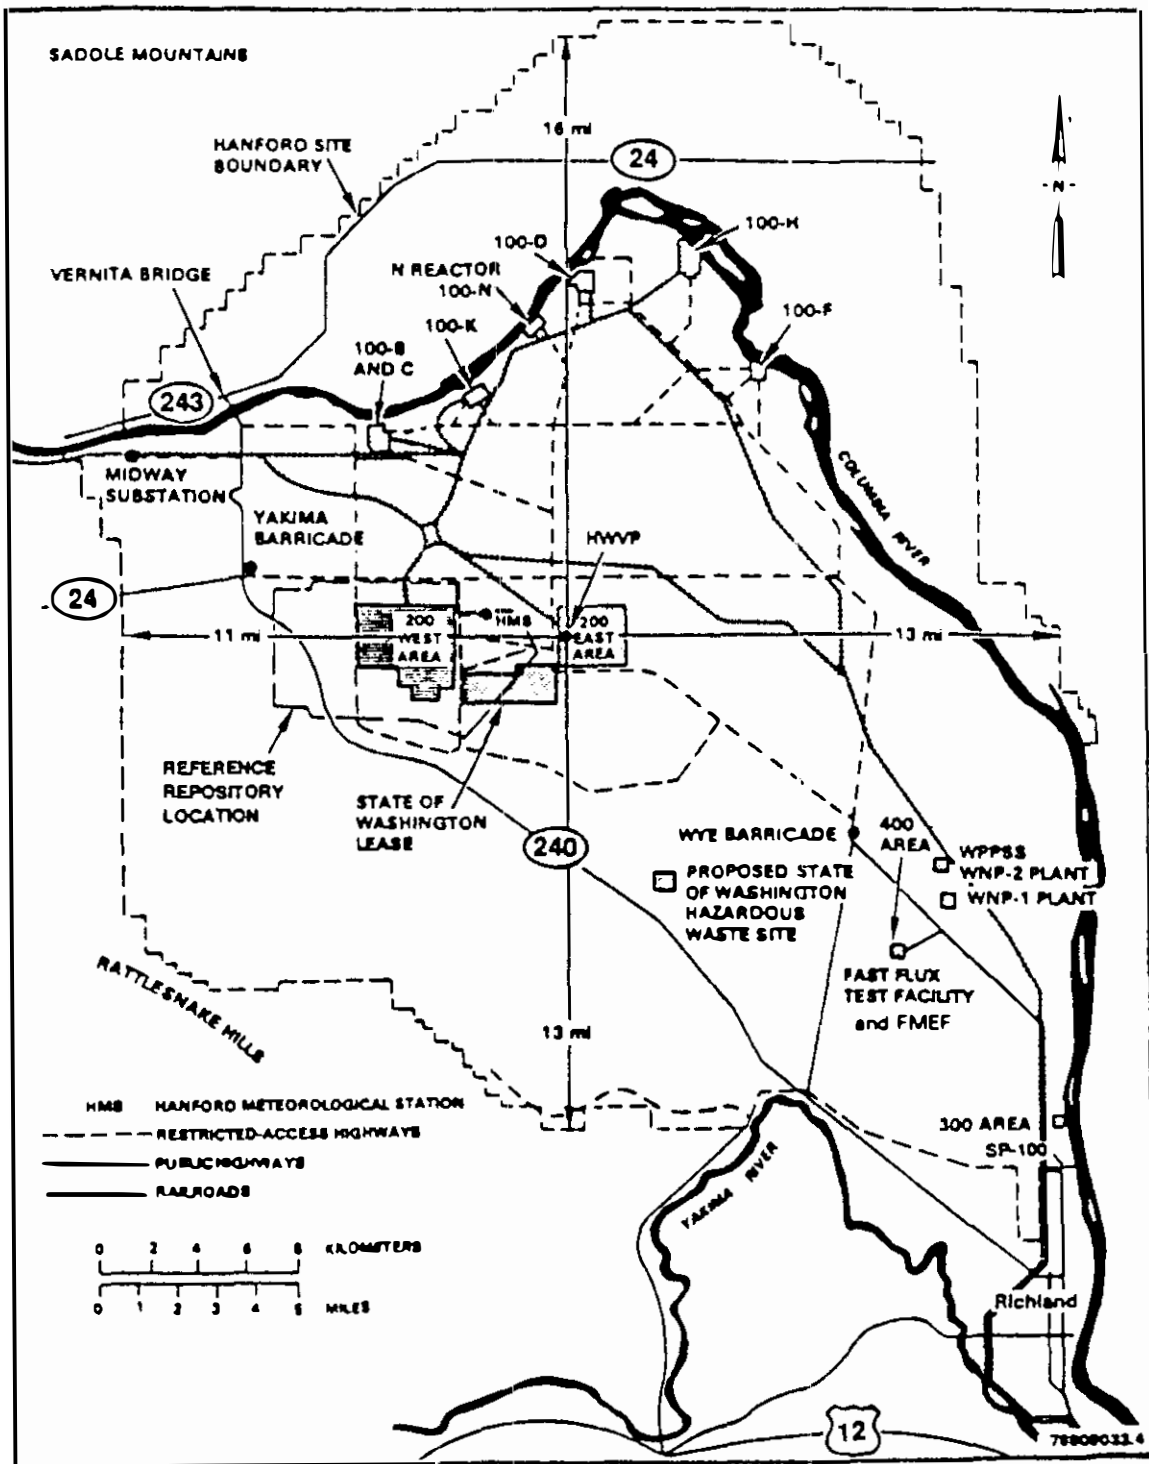 SADDLE MOUNTAINS
16 mi
HANFORD SITE
BOUNDARY
24
- N -
100-H
100-D
VERNITA BRIDGE
N REACTOR
100-N
100-K
100-F
100-B
AND C
243
COLUMBIA RIVER
MIDWAY
SUBSTATION
YAKIMA
BARRICADE
HWVP
24
200
WEST
AREA
HMS
200
EAST
AREA
11 mi
13 mi
REFERENCE
REPOSITORY
LOCATION
STATE OF
WASHINGTON
LEASE
240
WYE BARRICADE
400
AREA
WPPSS
WNP-2 PLANT
WNP-1 PLANT
PROPOSED STATE
OF WASHINGTON
HAZARDOUS
WASTE SITE
FAST FLUX
TEST FACILITY
and FMEF
RATTLESNAKE HILLS
13 mi
HMS HANFORD METEOROLOGICAL STATION
RESTRICTED-ACCESS HIGHWAYS
PUBLIC HIGHWAYS
RAILROADS
300 AREA
SP-100
YAKIMA RIVER
0 2 4 6 8 KILOMETERS
0 1 2 3 4 5 MILES
Richland
12
78809033.4